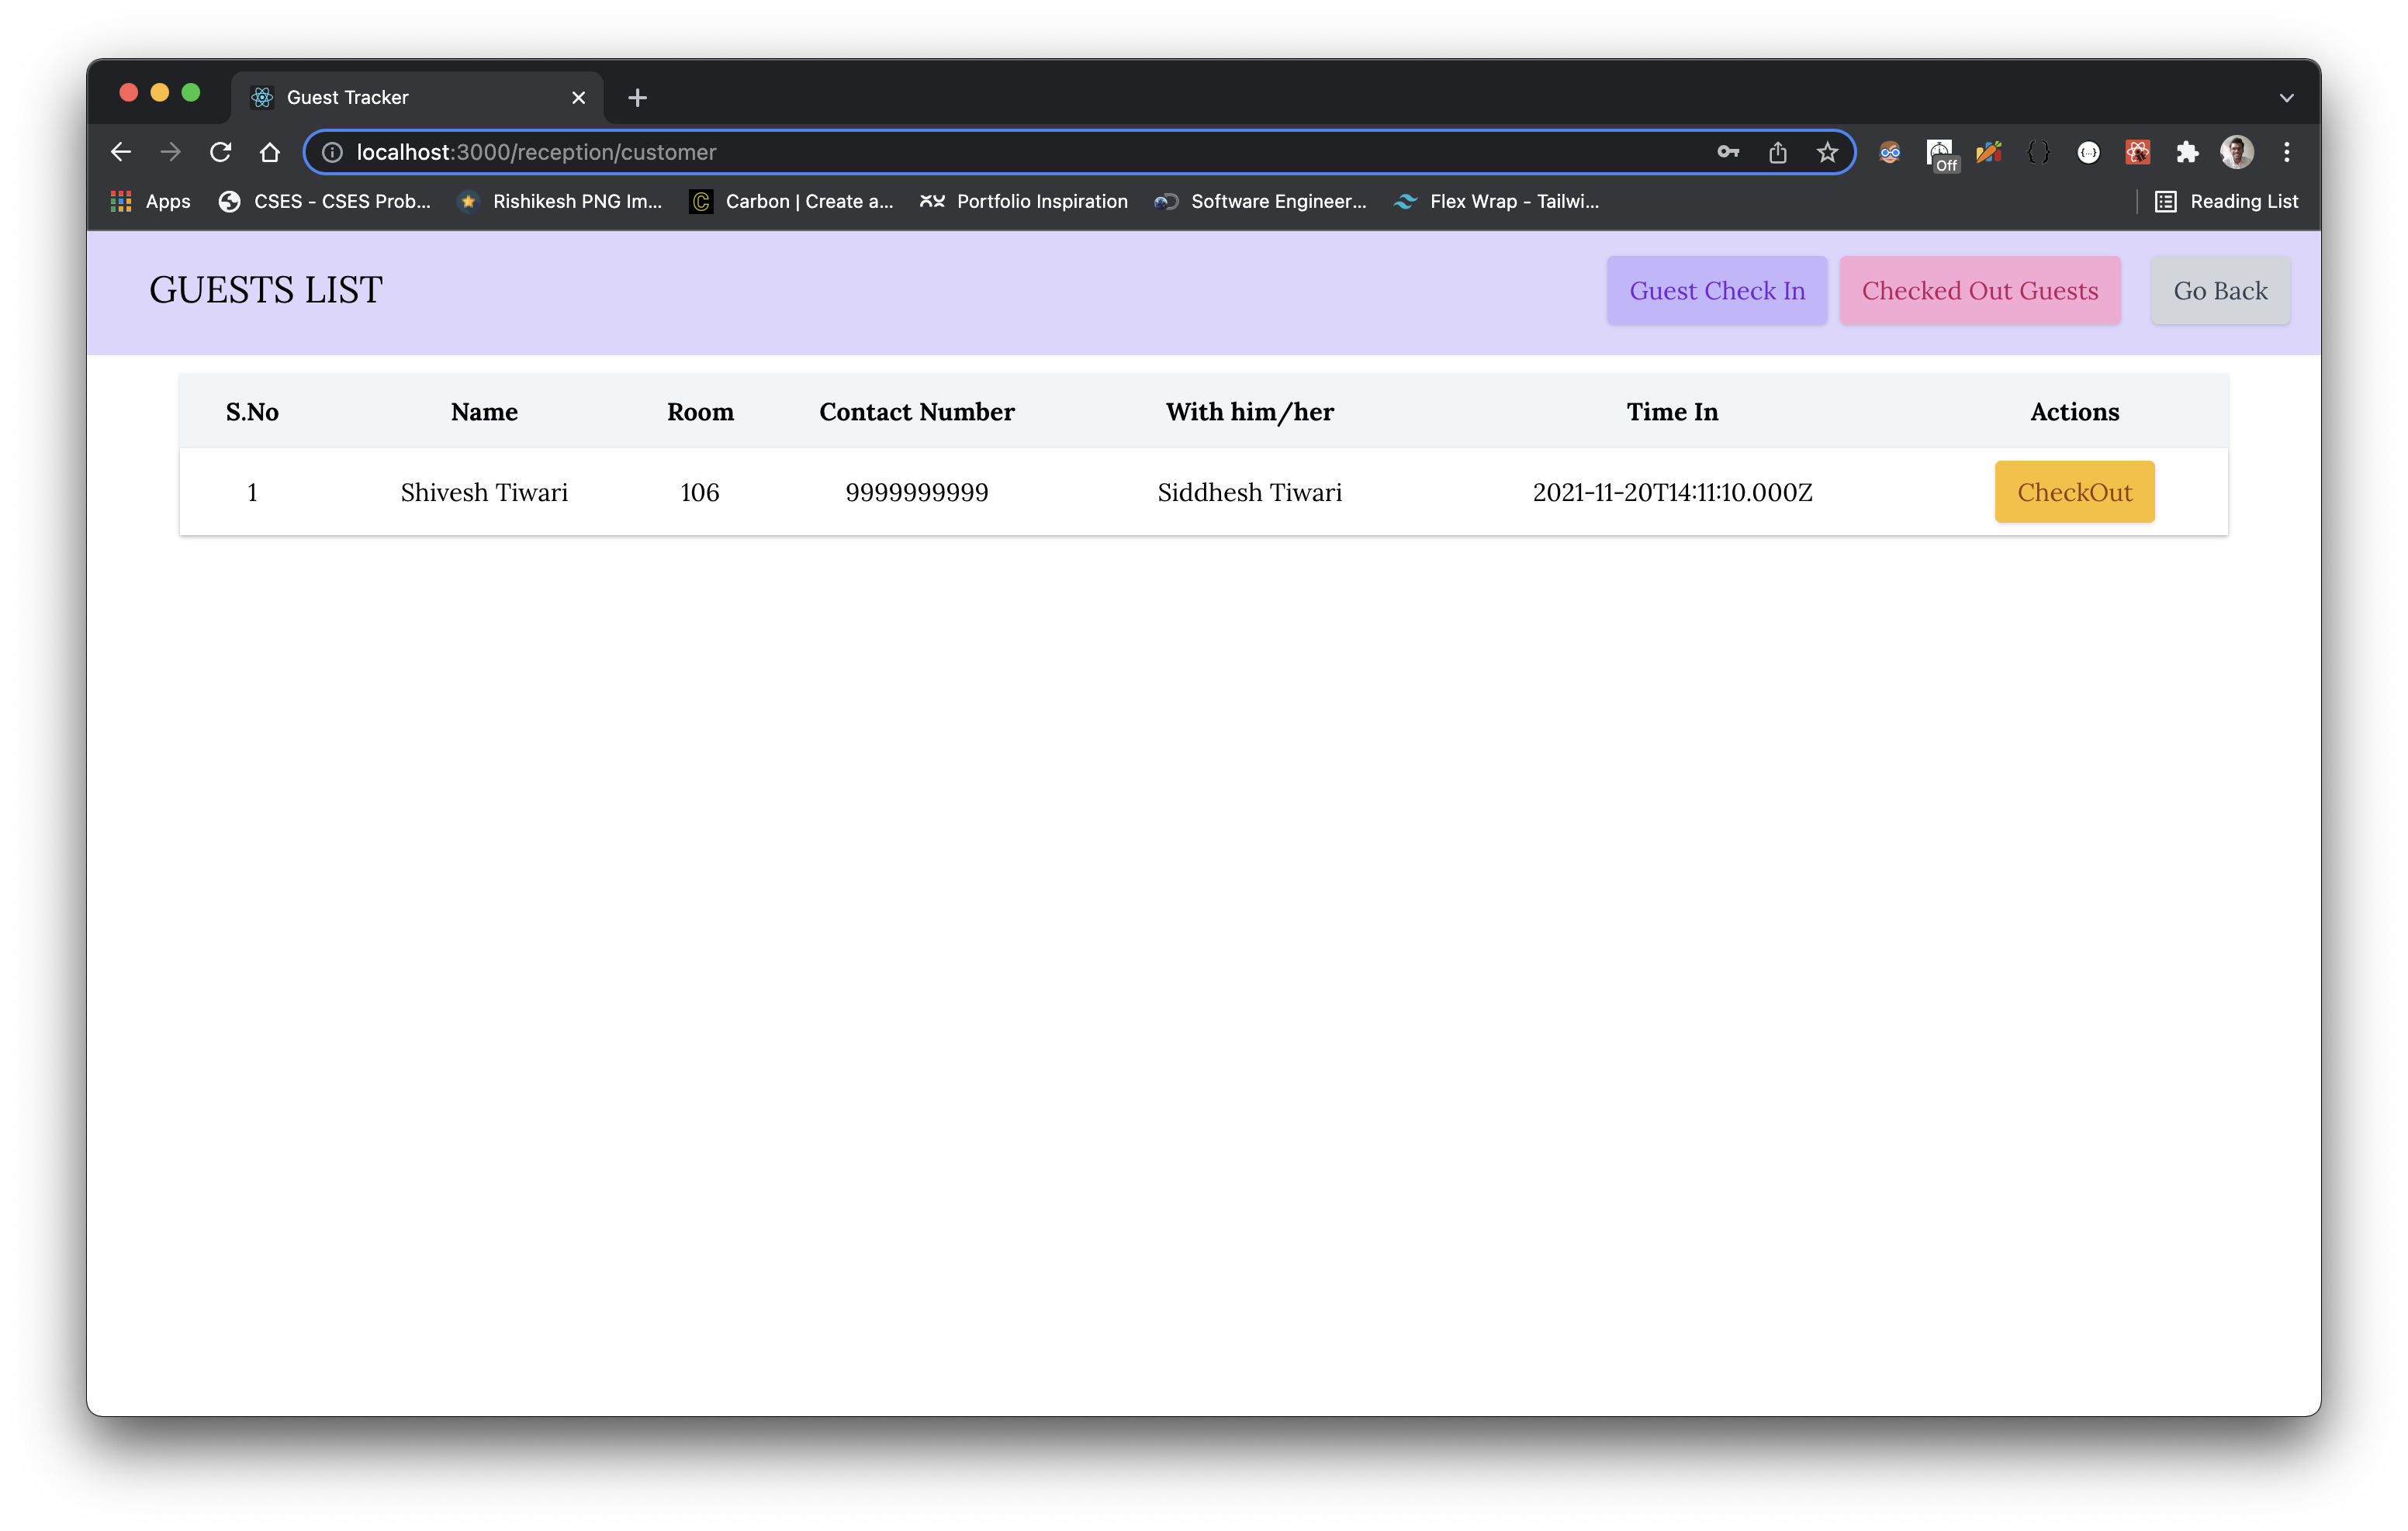 Guest Tracker
localhost:3000/reception/customer
Off
Apps CSES - CSES Prob... Rishikesh PNG Im... Carbon | Create a... Portfolio Inspiration Software Engineer... Flex Wrap - Tailwi... Reading List
GUESTS LIST Guest Check In Checked Out Guests Go Back
S.No Name Room Contact Number With him/her Time In Actions
1 Shivesh Tiwari 106 9999999999 Siddhesh Tiwari 2021-11-20T14:11:10.000Z CheckOut